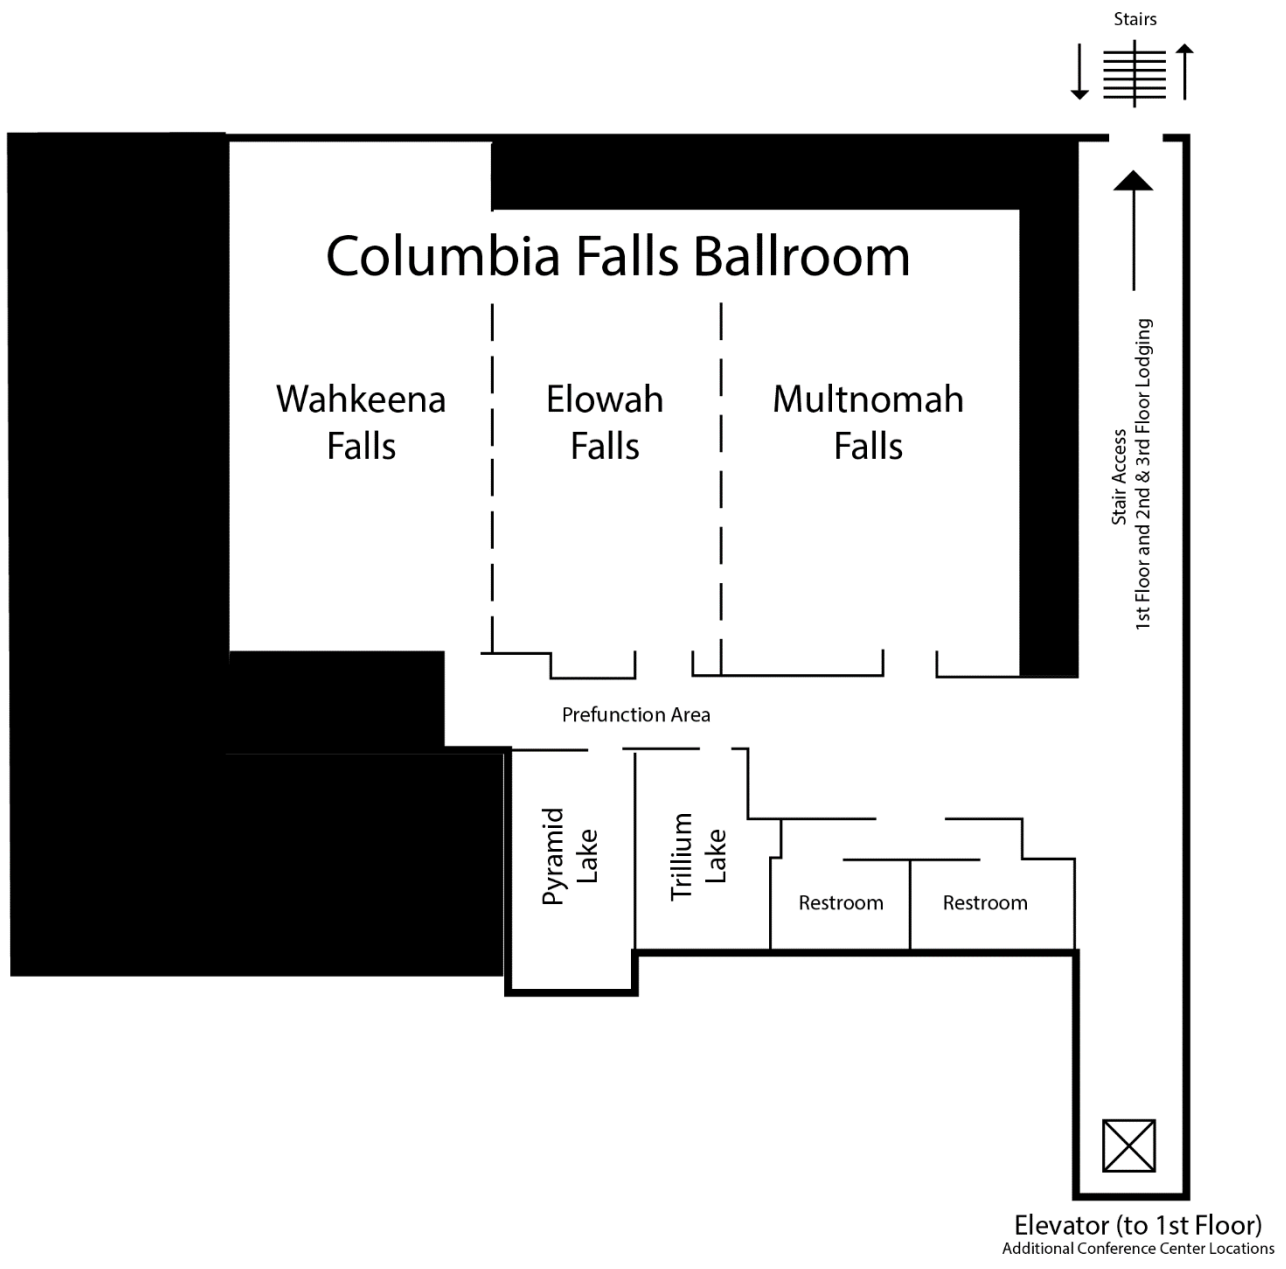 Stairs
Columbia Falls Ballroom
Wahkeena
Falls
Elowah
Falls
Multnomah
Falls
Stair Access
1st Floor and 2nd & 3rd Floor Lodging
Prefunction Area
Pyramid
Lake
Trillium
Lake
Restroom
Restroom
Elevator (to 1st Floor)
Additional Conference Center Locations